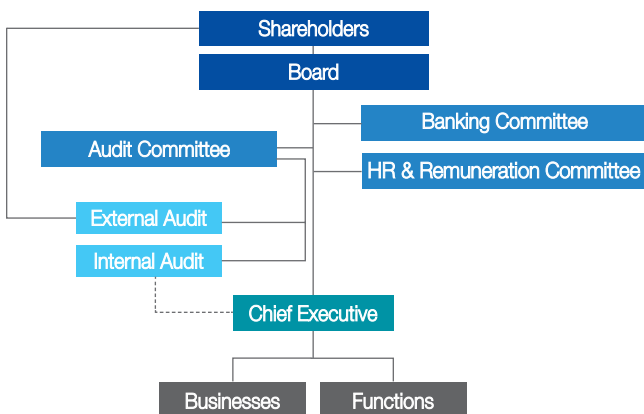 Shareholders
Board
Banking Committee
Audit Committee
HR & Remuneration Committee
External Audit
Internal Audit
Chief Executive
Businesses
Functions